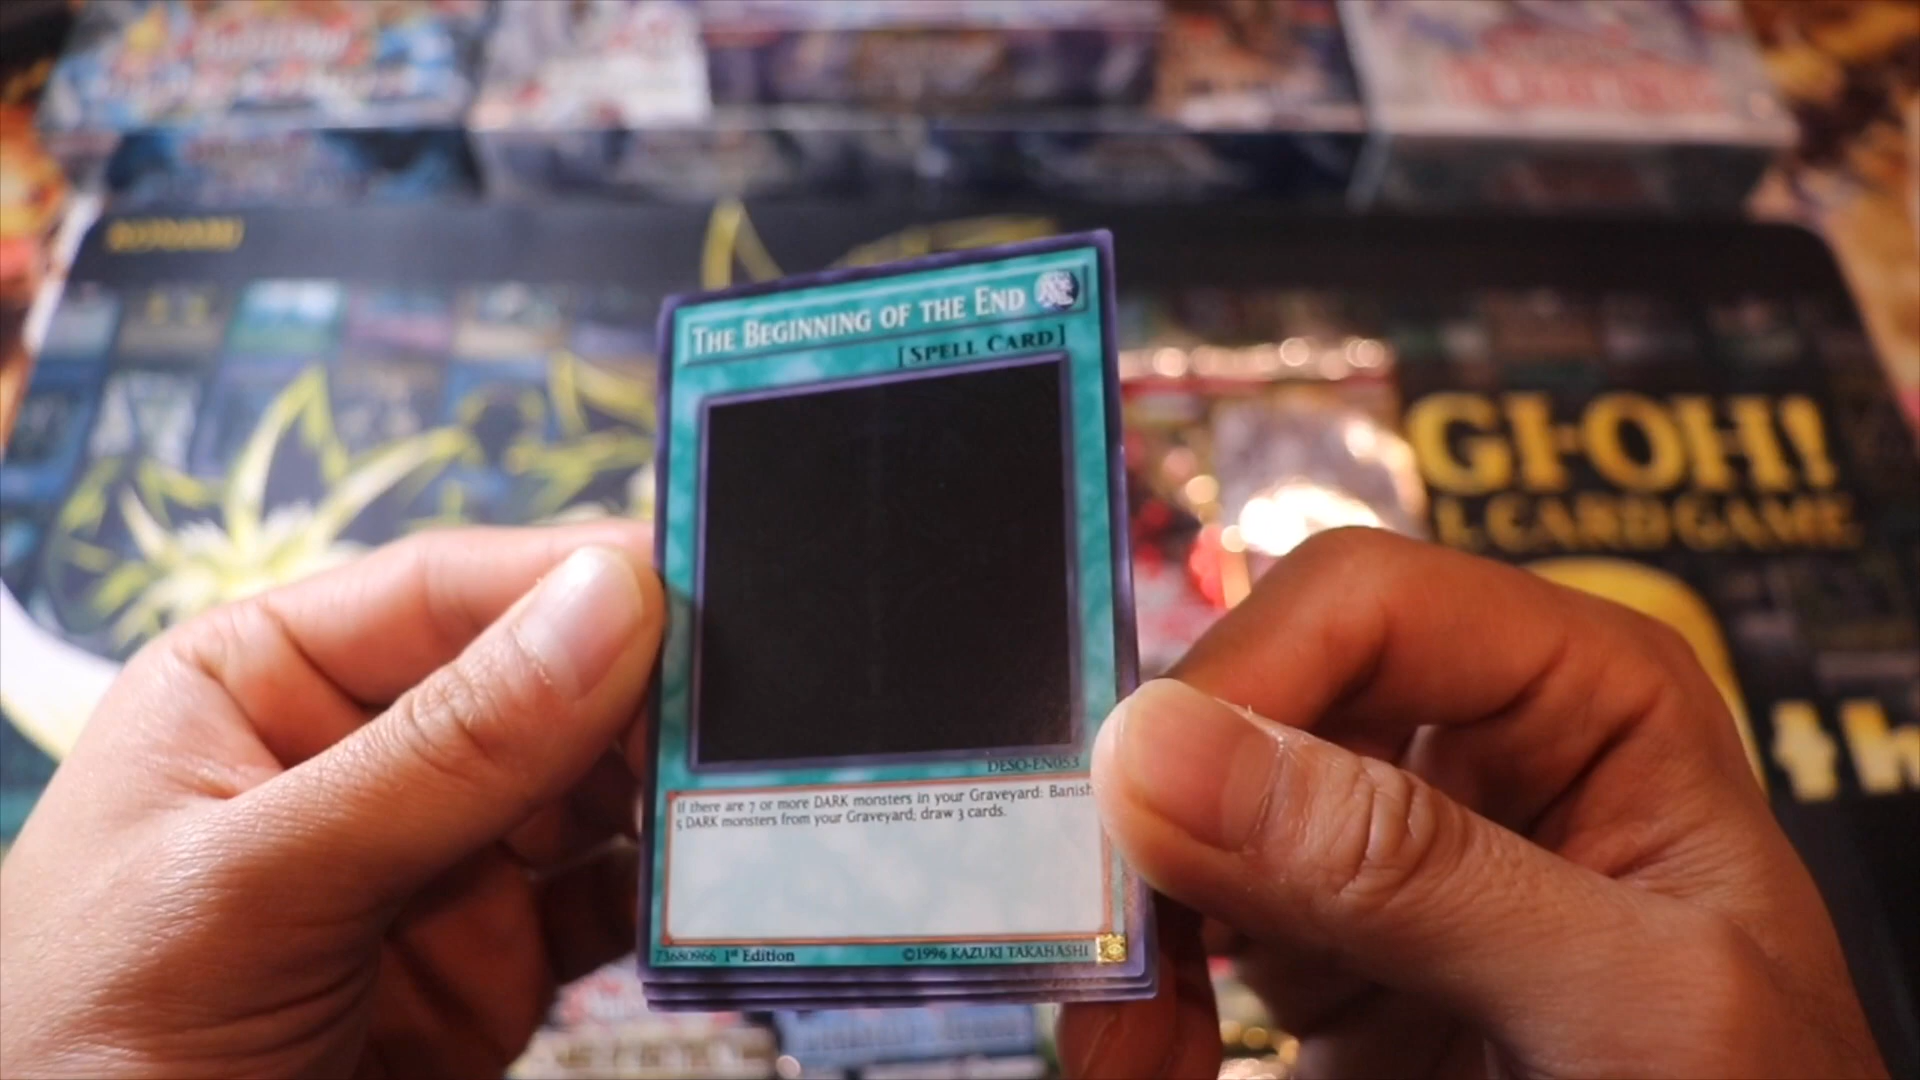 KONAMI
THE BEGINNING OF THE END
[SPELL CARD]
GI-OH!
L CARD GAME
th
DESO-EN053
If there are 7 or more DARK monsters in your Graveyard: Banish
5 DARK monsters from your Graveyard; draw 3 cards.
73680966 1st Edition
©1996 KAZUKI TAKAHASHI